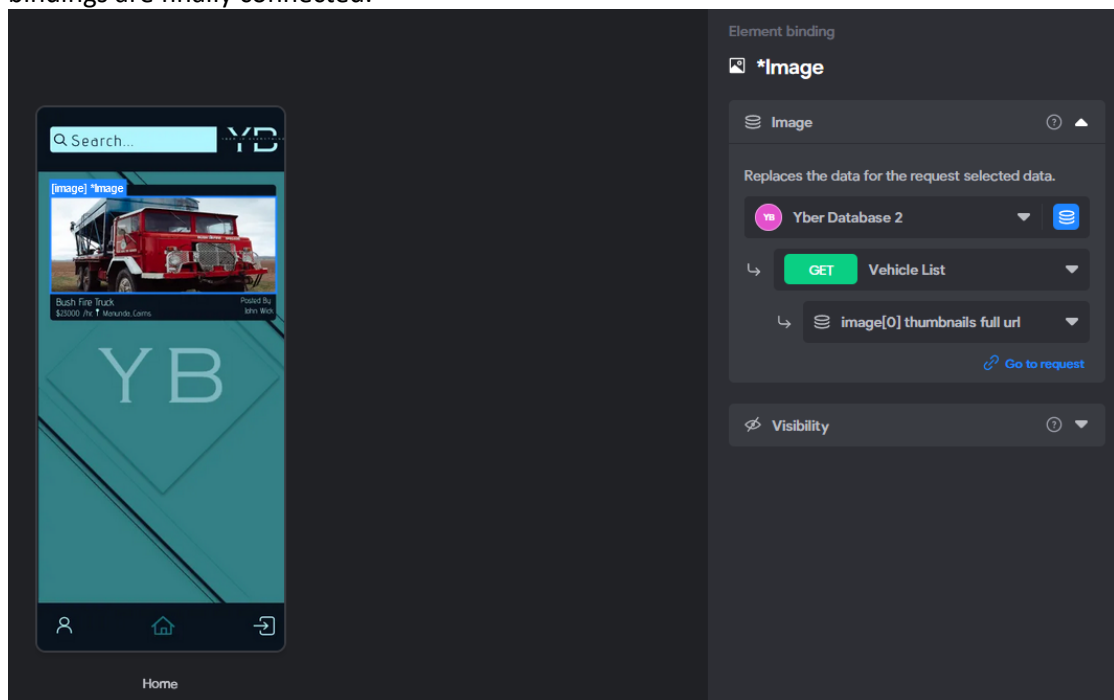 bindings are finally connected.
Element binding
*Image
Image
Replaces the data for the request selected data.
YB Yber Database 2
GET Vehicle List
image[0] thumbnails full url
Go to request
Visibility
Search...
YB
[image] *Image
Bush Fire Truck
Posted By
$25000 /hr Manunda, Cairns
John Wick
YB
Home